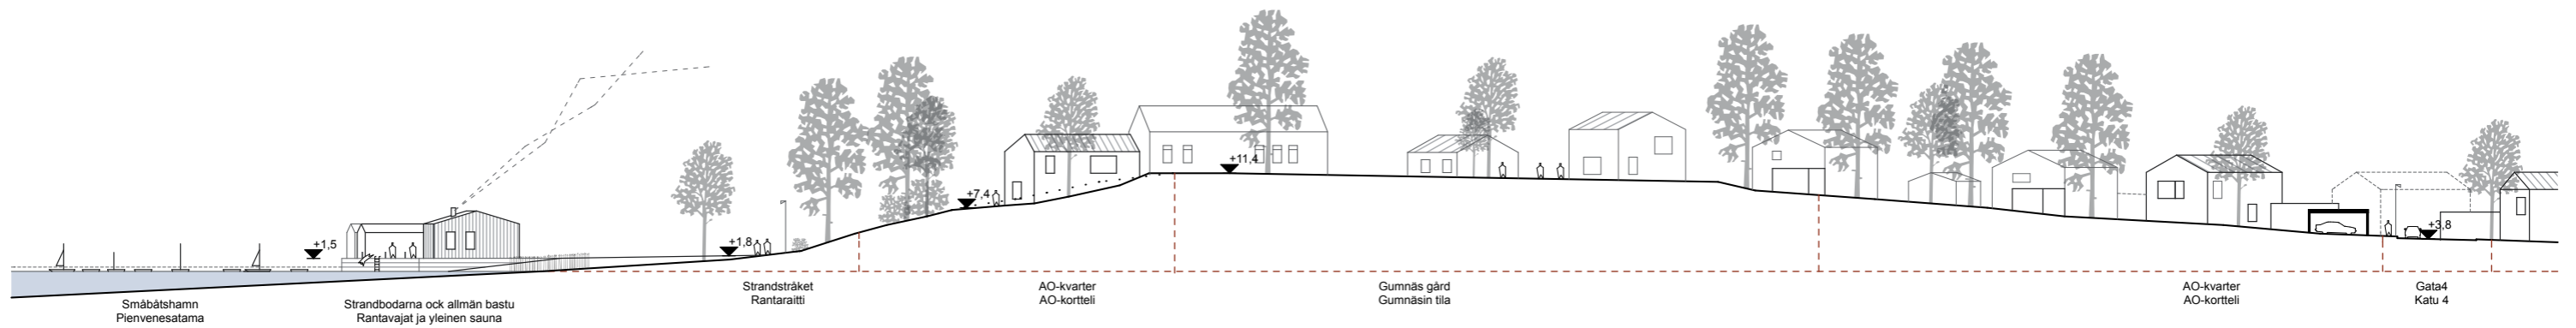 +1,5
+1,8
+7,4
+11,4
+3,8
Småbåtshamn
Pienvenesatama
Strandbodarna ock allmän bastu
Rantavajat ja yleinen sauna
Strandstråket
Rantaraitti
AO-kvarter
AO-kortteli
Gumnäs gård
Gumnäsin tila
AO-kvarter
AO-kortteli
Gata4
Katu 4